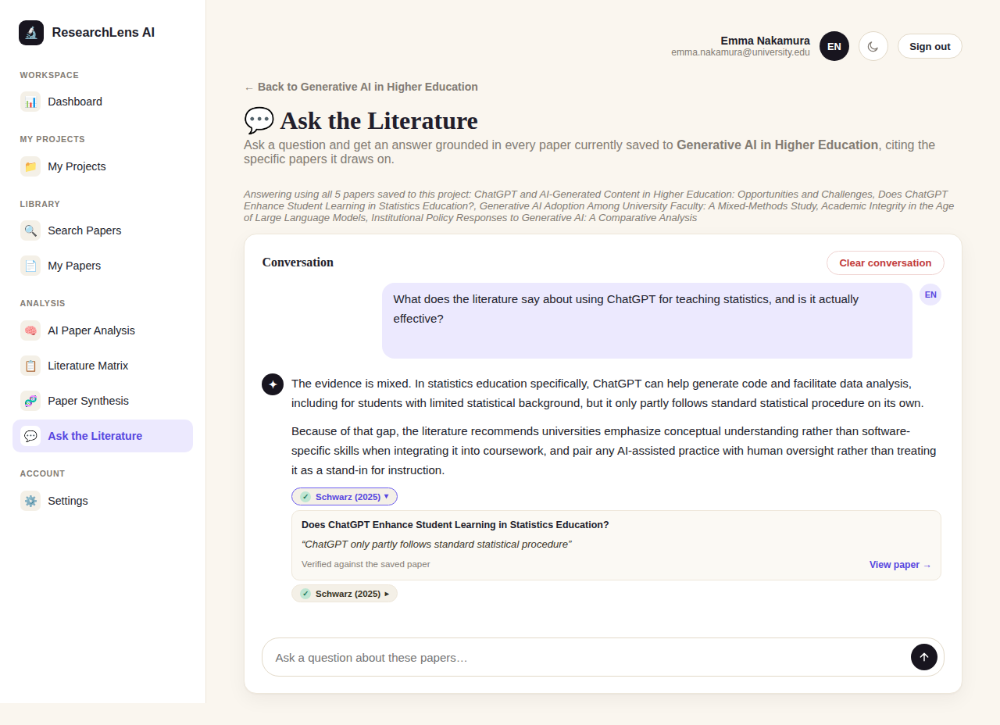 ResearchLens AI
WORKSPACE
Dashboard
MY PROJECTS
My Projects
LIBRARY
Search Papers
My Papers
ANALYSIS
AI Paper Analysis
Literature Matrix
Paper Synthesis
Ask the Literature
ACCOUNT
Settings
Emma Nakamura
emma.nakamura@university.edu
EN
Sign out
← Back to Generative AI in Higher Education
Ask the Literature
Ask a question and get an answer grounded in every paper currently saved to Generative AI in Higher Education, citing the
specific papers it draws on.
Answering using all 5 papers saved to this project: ChatGPT and AI-Generated Content in Higher Education: Opportunities and Challenges, Does ChatGPT
Enhance Student Learning in Statistics Education?, Generative AI Adoption Among University Faculty: A Mixed-Methods Study, Academic Integrity in the Age
of Large Language Models, Institutional Policy Responses to Generative AI: A Comparative Analysis
Conversation
Clear conversation
What does the literature say about using ChatGPT for teaching statistics, and is it actually
effective?
EN
The evidence is mixed. In statistics education specifically, ChatGPT can help generate code and facilitate data analysis,
including for students with limited statistical background, but it only partly follows standard statistical procedure on its own.
Because of that gap, the literature recommends universities emphasize conceptual understanding rather than software-
specific skills when integrating it into coursework, and pair any AI-assisted practice with human oversight rather than treating
it as a stand-in for instruction.
✓ Schwarz (2025) ▾
Does ChatGPT Enhance Student Learning in Statistics Education?
“ChatGPT only partly follows standard statistical procedure”
Verified against the saved paper
View paper →
✓ Schwarz (2025) ▸
Ask a question about these papers…